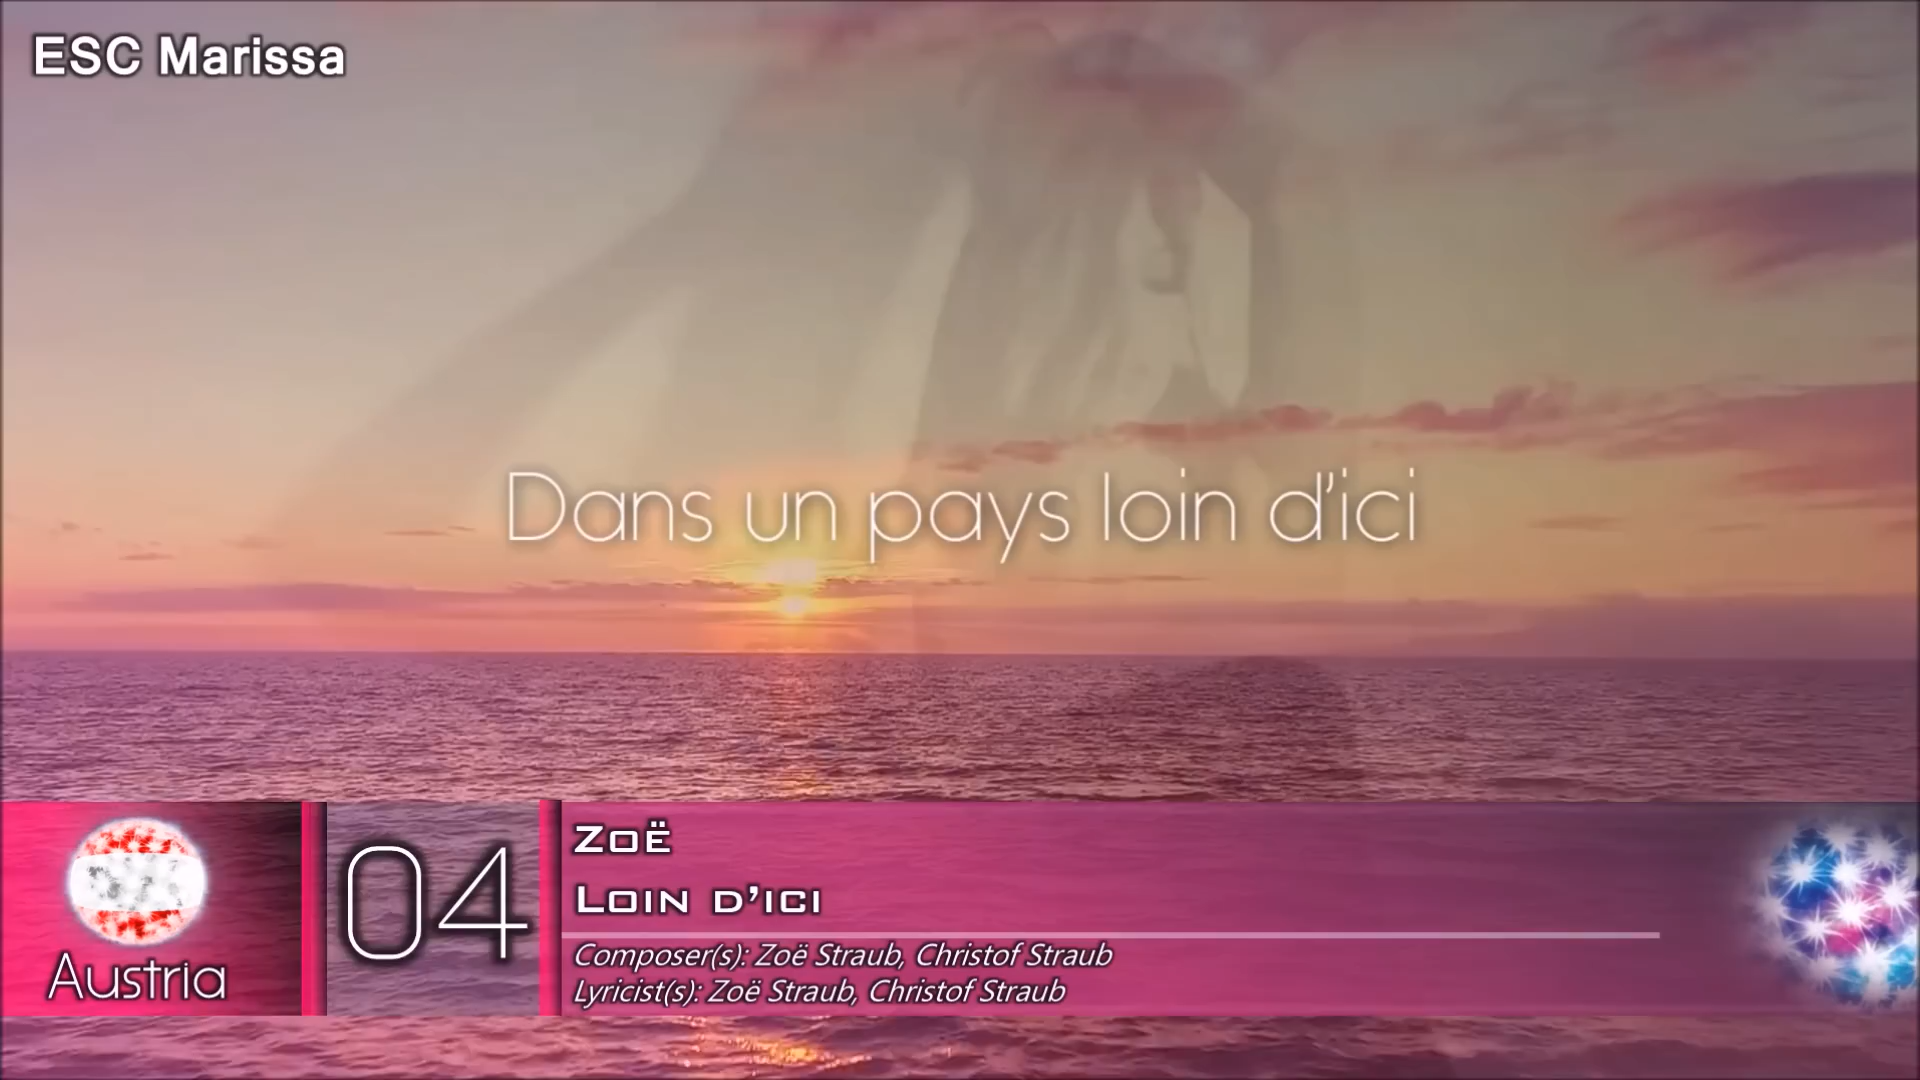 ESC Marissa
Dans un pays loin d'ici
Austria
04
Zoë
Loin d'ici
Composer(s): Zoë Straub, Christof Straub
Lyricist(s): Zoë Straub, Christof Straub